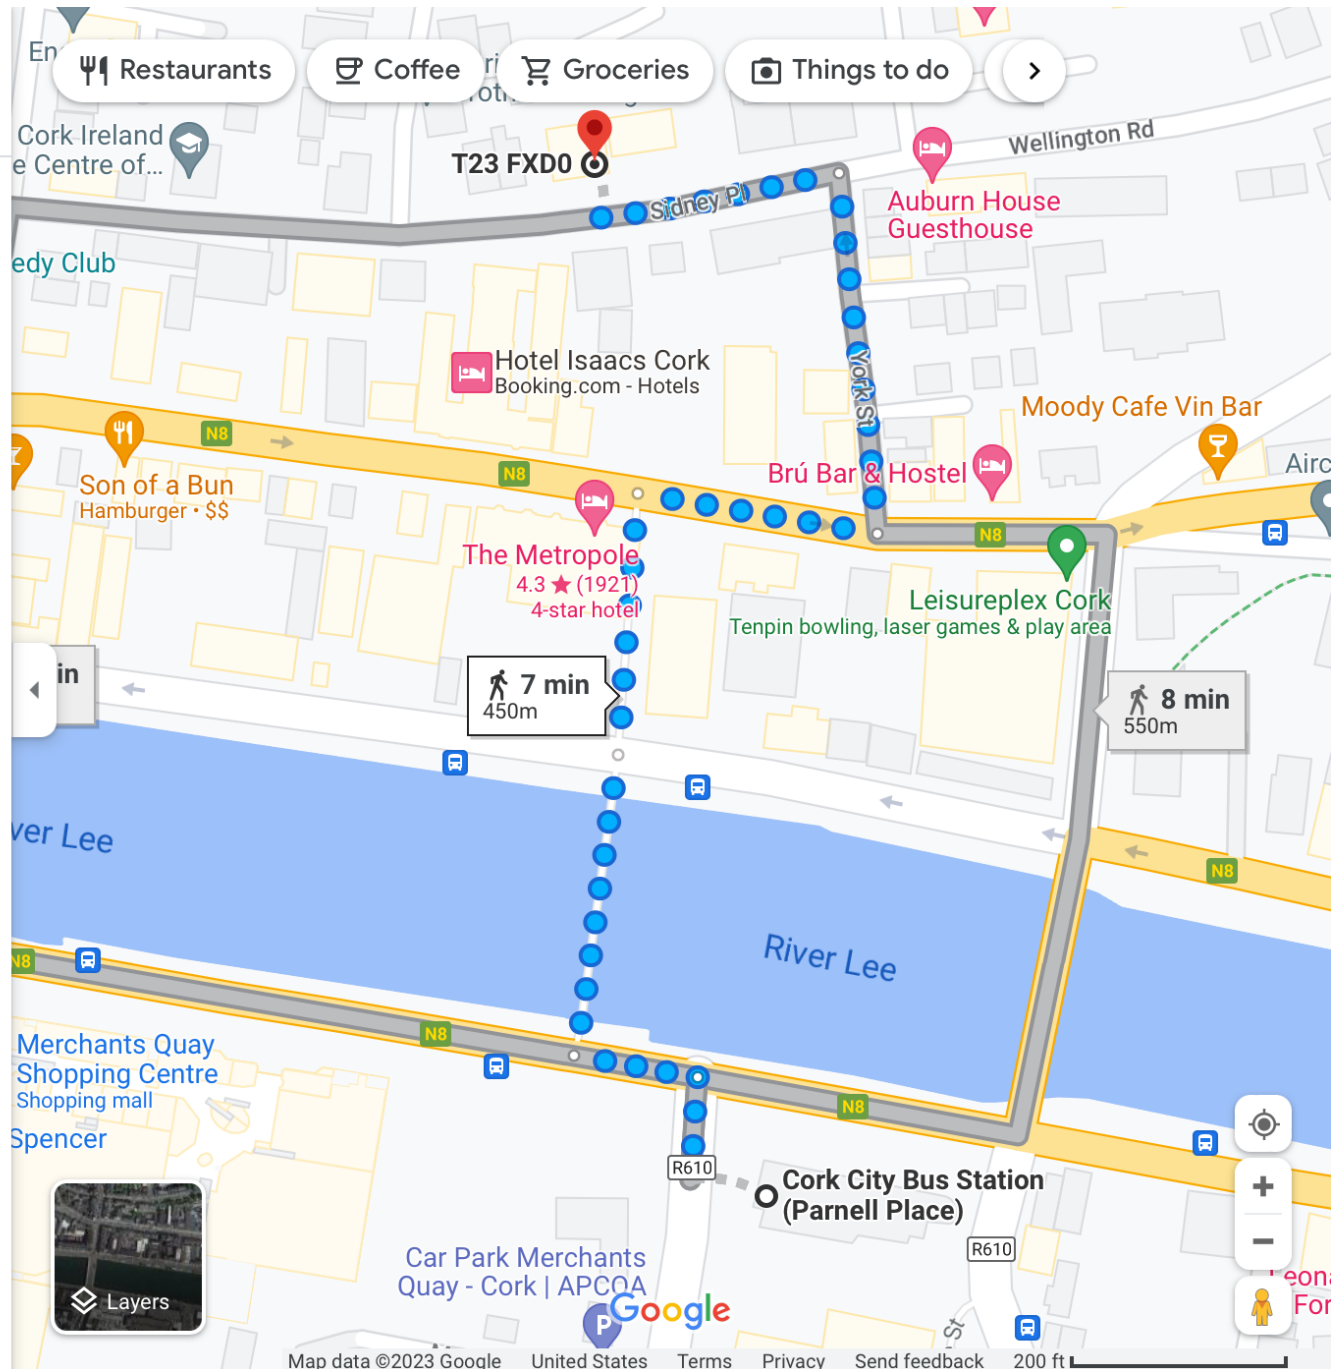 Restaurants
Coffee
Groceries
Things to do
Cork Ireland
e Centre of...
T23 FXD0
Wellington Rd
Sidney Pl
Auburn House
Guesthouse
edy Club
Hotel Isaacs Cork
Booking.com - Hotels
York St
Moody Cafe Vin Bar
N8
N8
Son of a Bun
Hamburger • $$
Brú Bar & Hostel
Airc
The Metropole
4.3 ★ (1921)
4-star hotel
N8
Leisureplex Cork
Tenpin bowling, laser games & play area
in
7 min
450m
8 min
550m
ver Lee
N8
River Lee
N8
N8
Merchants Quay
Shopping Centre
Shopping mall
Spencer
N8
R610
Cork City Bus Station
(Parnell Place)
R610
Car Park Merchants
Quay - Cork | APCOA
P
Google
Layers
eona
For
St
Map data ©2023 Google United States Terms Privacy Send feedback 200 ft